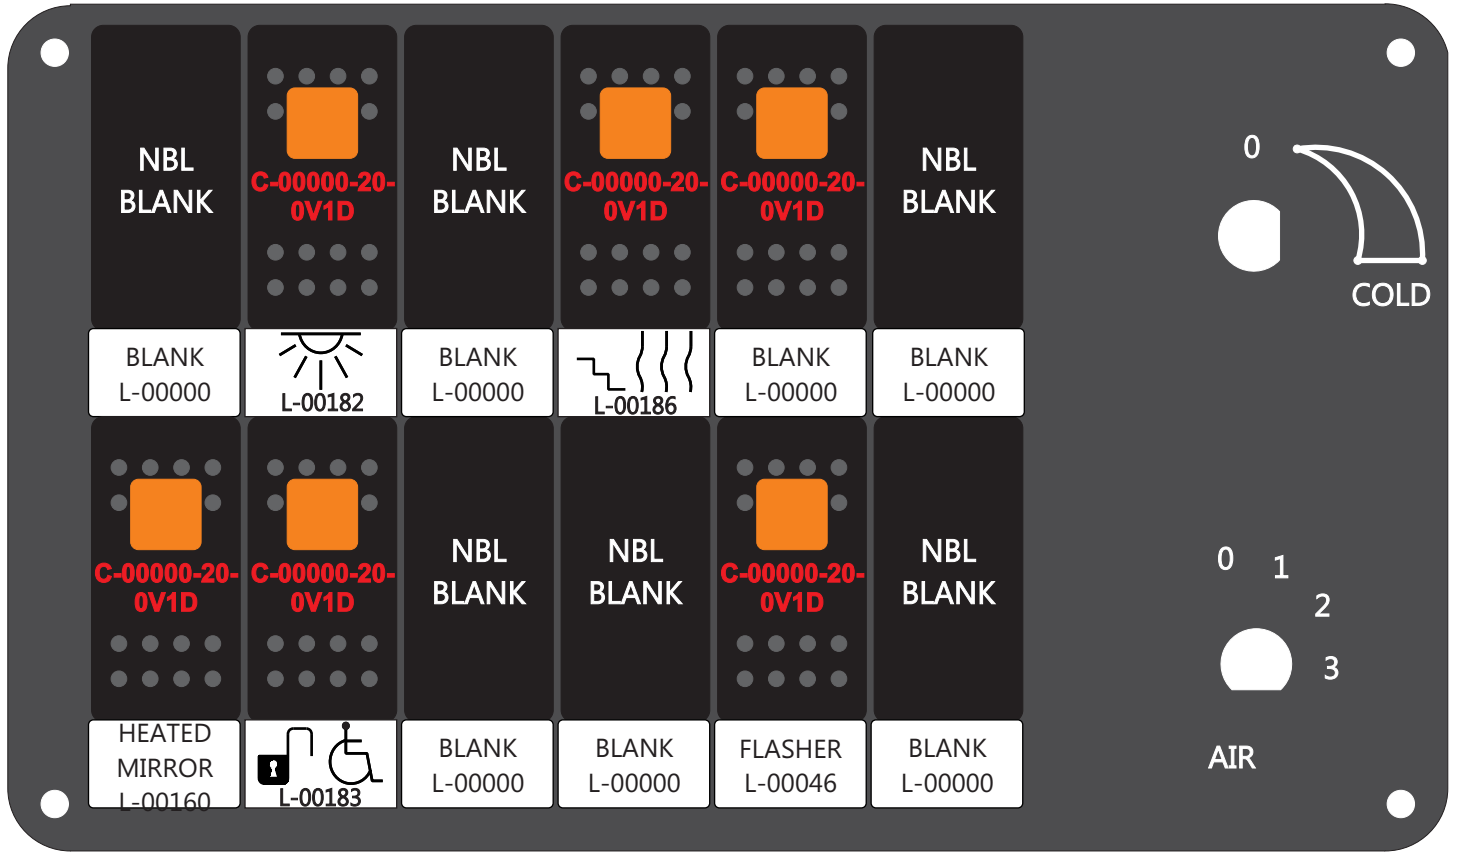 NBL
BLANK
C-00000-20-
0V1D
NBL
BLANK
C-00000-20-
0V1D
C-00000-20-
0V1D
NBL
BLANK
0
COLD
BLANK
L-00000
L-00182
BLANK
L-00000
L-00186
BLANK
L-00000
BLANK
L-00000
C-00000-20-
0V1D
C-00000-20-
0V1D
NBL
BLANK
NBL
BLANK
C-00000-20-
0V1D
NBL
BLANK
0
1
2
3
AIR
HEATED
MIRROR
L-00160
L-00183
BLANK
L-00000
BLANK
L-00000
FLASHER
L-00046
BLANK
L-00000